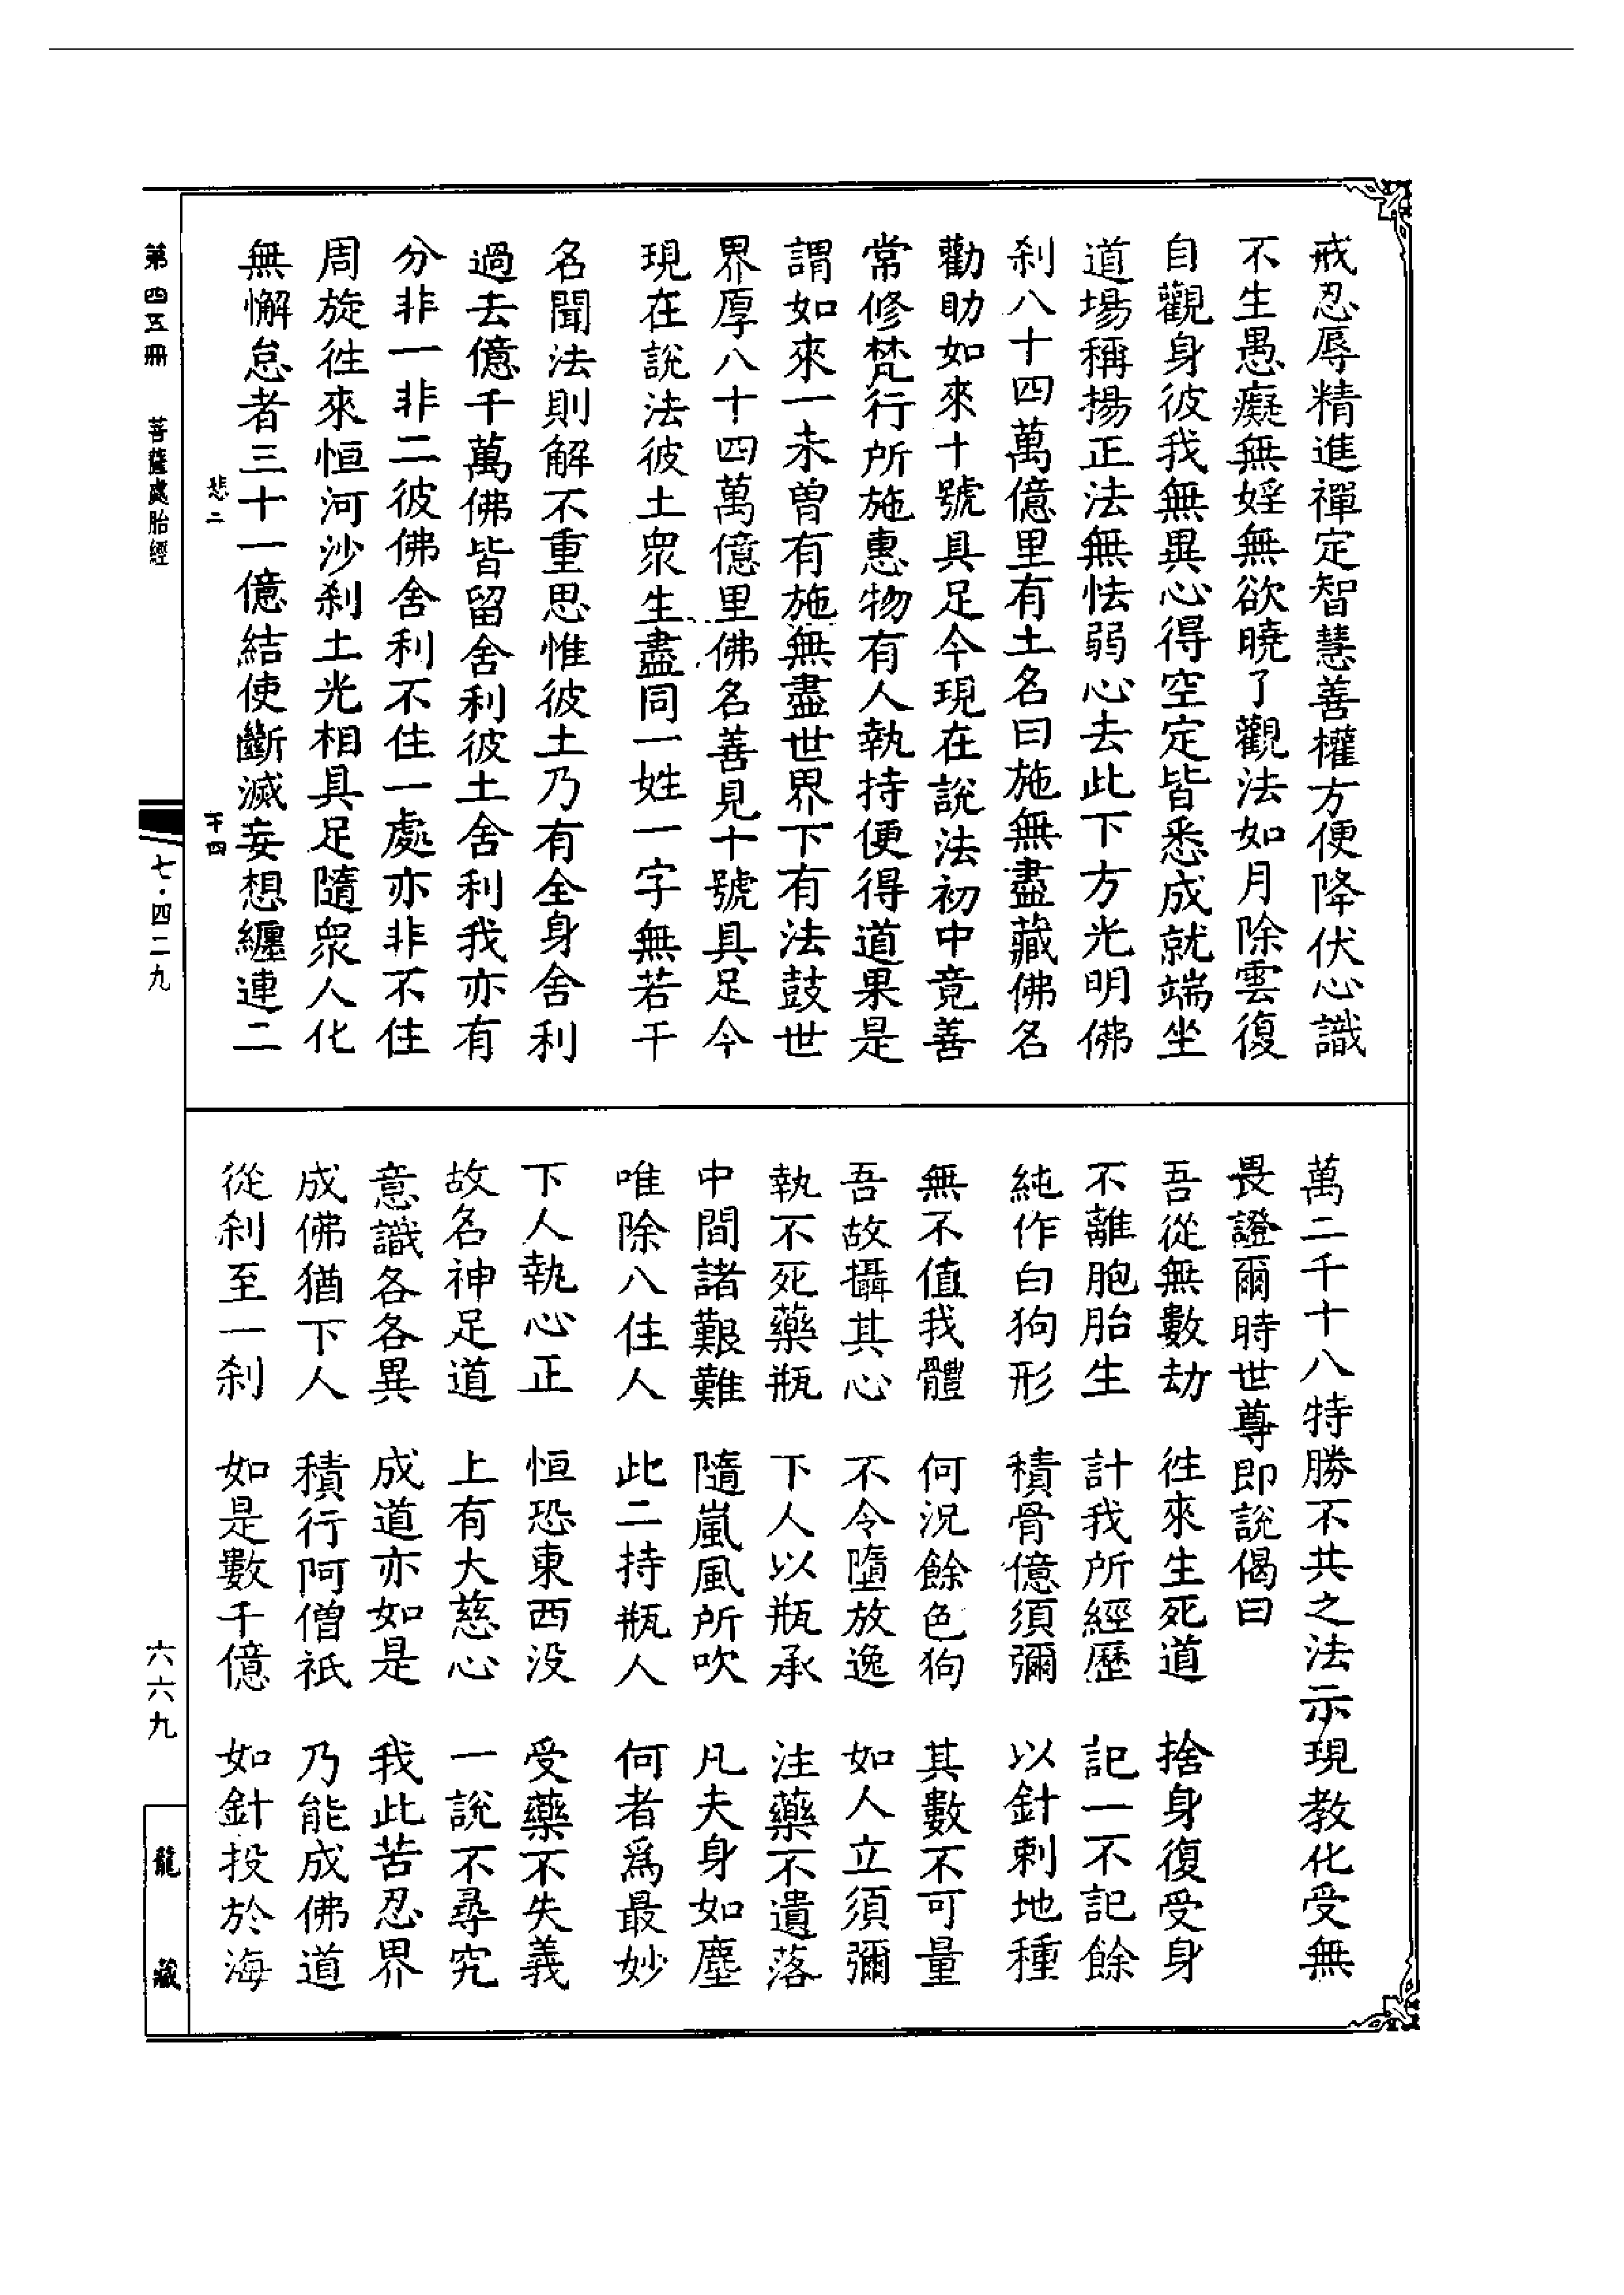 戒忍辱精進禪定智慧善權方便降伏心識
不生愚癡無婬無欲曉了觀法如月除雲復
自觀身彼我無異心得空定皆悉成就端坐
道場稱揚正法無怯弱心去此下方光明佛
刹八十四萬億里有土名曰施無盡藏佛名
勸助如來十號具足今現在說法初中竟善
常修梵行所施惠物有人執持便得道果是
謂如來一未曾有施無盡世界下有法鼓世
界厚八十四萬億里佛名善見十號具足今
現在說法彼土眾生盡同一姓一字無若干
名聞法則解不重思惟彼土乃有全身舍利
過去億千萬佛皆留舍利彼土舍利我亦有
分非一非二彼佛舍利不住一處亦非不住
周旋徃來恒河沙刹土光相具足隨眾人化
無懈怠者三十一億結使斷滅妄想纏連二
悲二
十四
萬二千十八特勝不共之法示現教化受無
畏證爾時世尊即說偈曰
吾從無數劫 徃來生死道 捨身復受身
不離胞胎生 計我所經歷 記一不記餘
純作白狗形 積骨億須彌 以針刺地種
無不值我體 何況餘色狗 其數不可量
吾故攝其心 不令墮放逸 如人立須彌
執不死藥瓶 下人以瓶承 注藥不遺落
中間諸艱難 隨嵐風所吹 凡夫身如塵
唯除八住人 此二持瓶人 何者爲最妙
下人執心正 恒恐東西没 受藥不失義
故名神足道 上有大慈心 一說不尋究
意識各各異 成道亦如是 我此苦忍界
成佛猶下人 積行阿僧祇 乃能成佛道
從刹至一刹 如是數千億 如針投於海
第四五冊 菩薩處胎經
七·四二九
六六九
龍藏